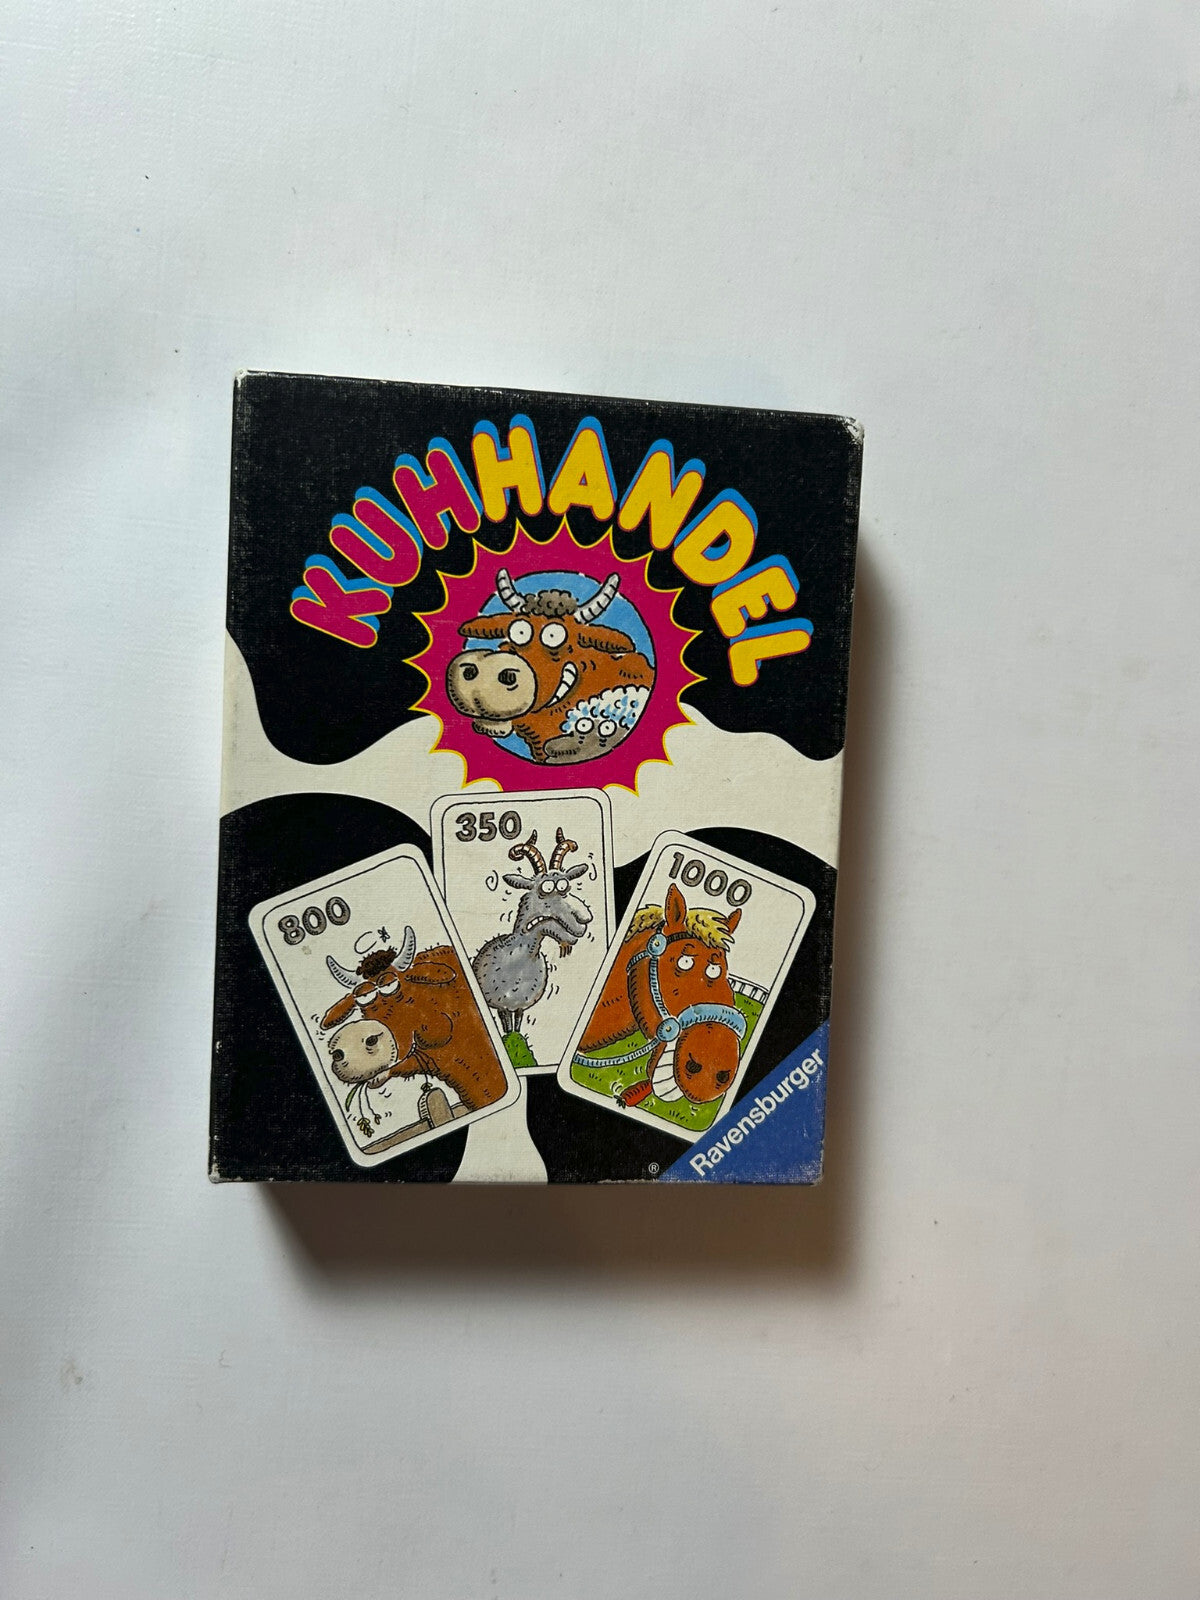 KUHHANDEL
350
800
1000
Ravensburger
®